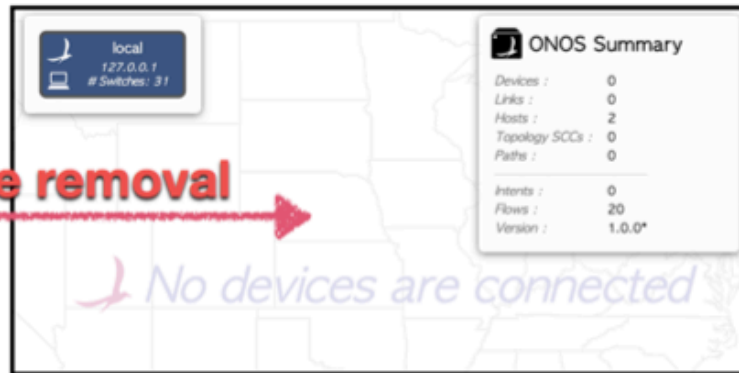 local
127.0.0.1
# Switches: 31
ONOS Summary
Devices : 0
Links : 0
Hosts : 2
Topology SCCs : 0
Paths : 0
Intents : 0
Flows : 20
Version : 1.0.0*
e removal
No devices are connected